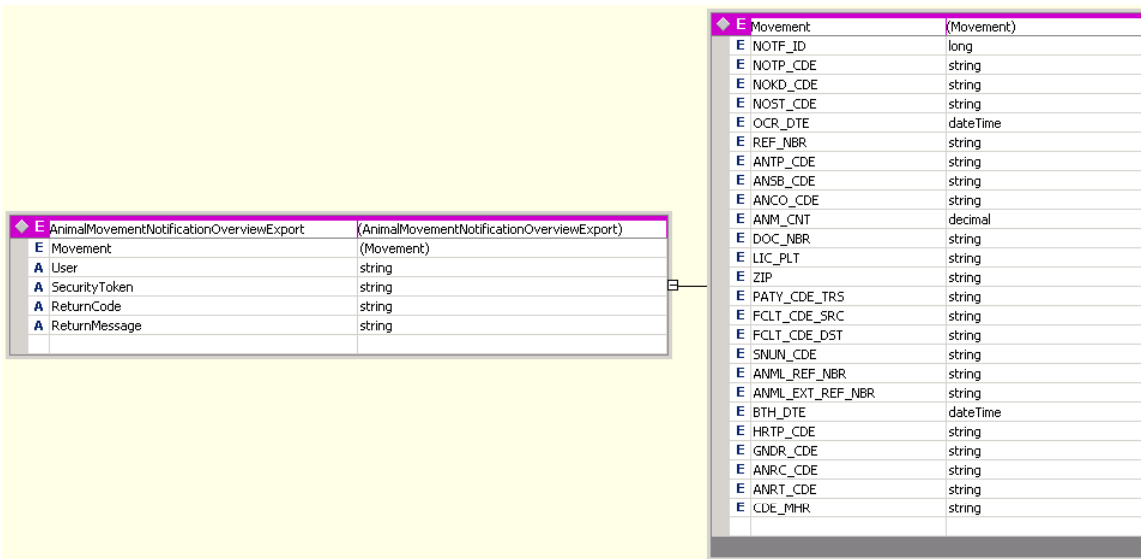 E AnimalMovementNotificationOverviewExport (AnimalMovementNotificationOverviewExport)
E Movement (Movement)
A User string
A SecurityToken string
A ReturnCode string
A ReturnMessage string
E Movement (Movement)
E NOTF_ID long
E NOTP_CDE string
E NOKD_CDE string
E NOST_CDE string
E OCR_DTE dateTime
E REF_NBR string
E ANTP_CDE string
E ANSB_CDE string
E ANCO_CDE string
E ANM_CNT decimal
E DOC_NBR string
E LIC_PLT string
E ZIP string
E PATY_CDE_TRS string
E FCLT_CDE_SRC string
E FCLT_CDE_DST string
E SNUN_CDE string
E ANML_REF_NBR string
E ANML_EXT_REF_NBR string
E BTH_DTE dateTime
E HRTP_CDE string
E GNDR_CDE string
E ANRC_CDE string
E ANRT_CDE string
E CDE_MHR string